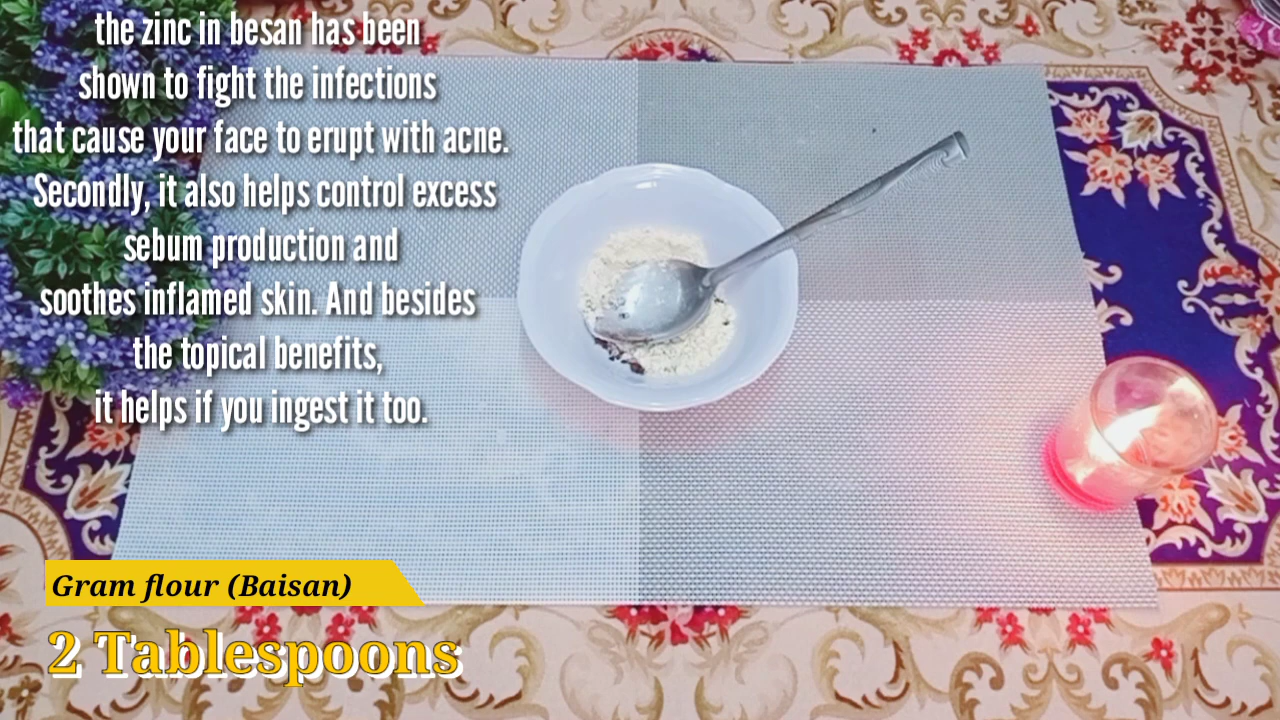 the zinc in besan has been
shown to fight the infections
that cause your face to erupt with acne.
Secondly, it also helps control excess
sebum production and
soothes inflamed skin. And besides
the topical benefits,
it helps if you ingest it too.
Gram flour (Baisan)
2 Tablespoons